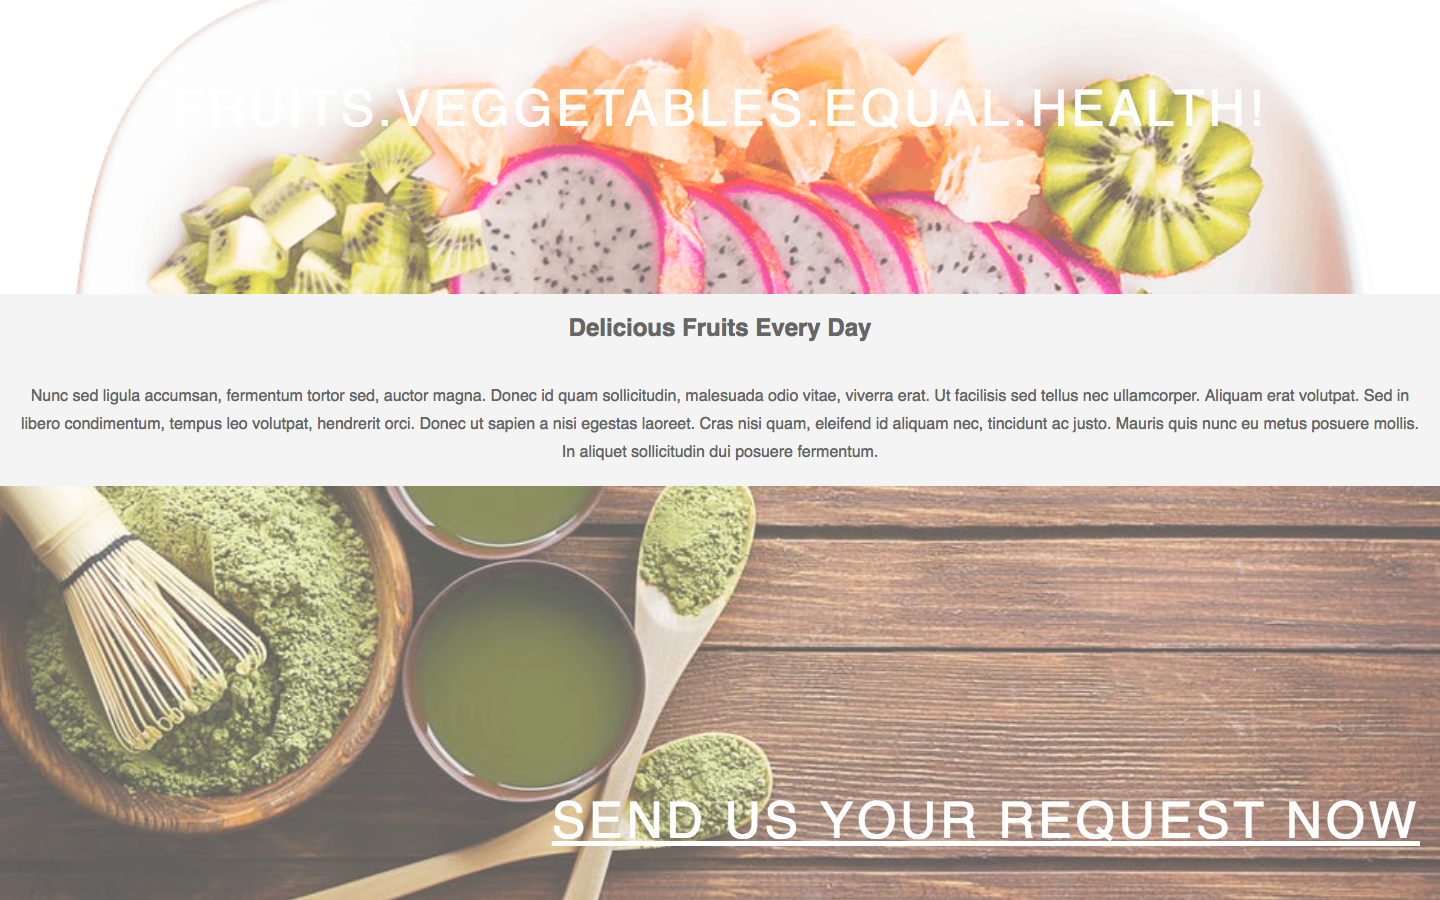 FRUITS.VEGGETABLES.EQUAL.HEALTH!
Delicious Fruits Every Day
Nunc sed ligula accumsan, fermentum tortor sed, auctor magna. Donec id quam sollicitudin, malesuada odio vitae, viverra erat. Ut facilisis sed tellus nec ullamcorper. Aliquam erat volutpat. Sed in
libero condimentum, tempus leo volutpat, hendrerit orci. Donec ut sapien a nisi egestas laoreet. Cras nisi quam, eleifend id aliquam nec, tincidunt ac justo. Mauris quis nunc eu metus posuere mollis.
In aliquet sollicitudin dui posuere fermentum.
SEND US YOUR REQUEST NOW